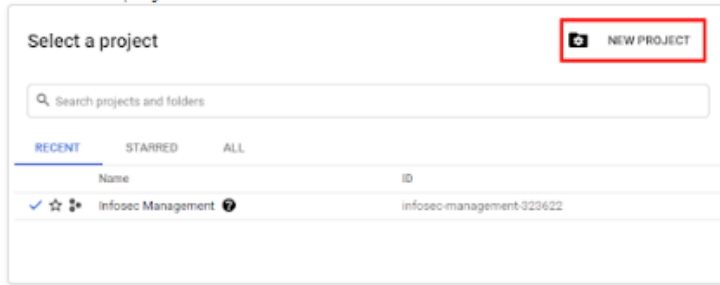 Select a project
NEW PROJECT
Search projects and folders
RECENT STARRED ALL
Name ID
Infosec Management infosec-management-323622